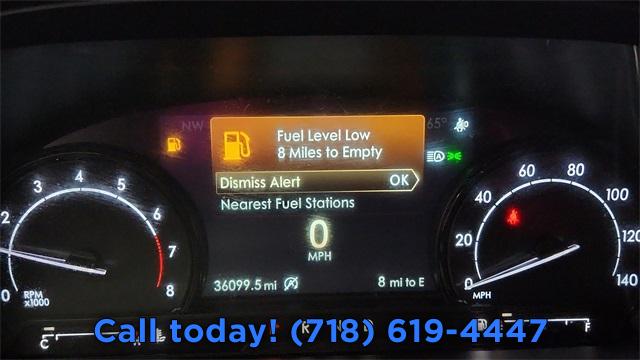 NW
65°
Fuel Level Low
8 Miles to Empty
Dismiss Alert OK
Nearest Fuel Stations
0
MPH
36099.5 mi 8 mi to E
0 2 3 4 5 6 7 8
RPM
x1000
0 20 40 60 80 100 120 140
MPH
C F
Call today! (718) 619-4447